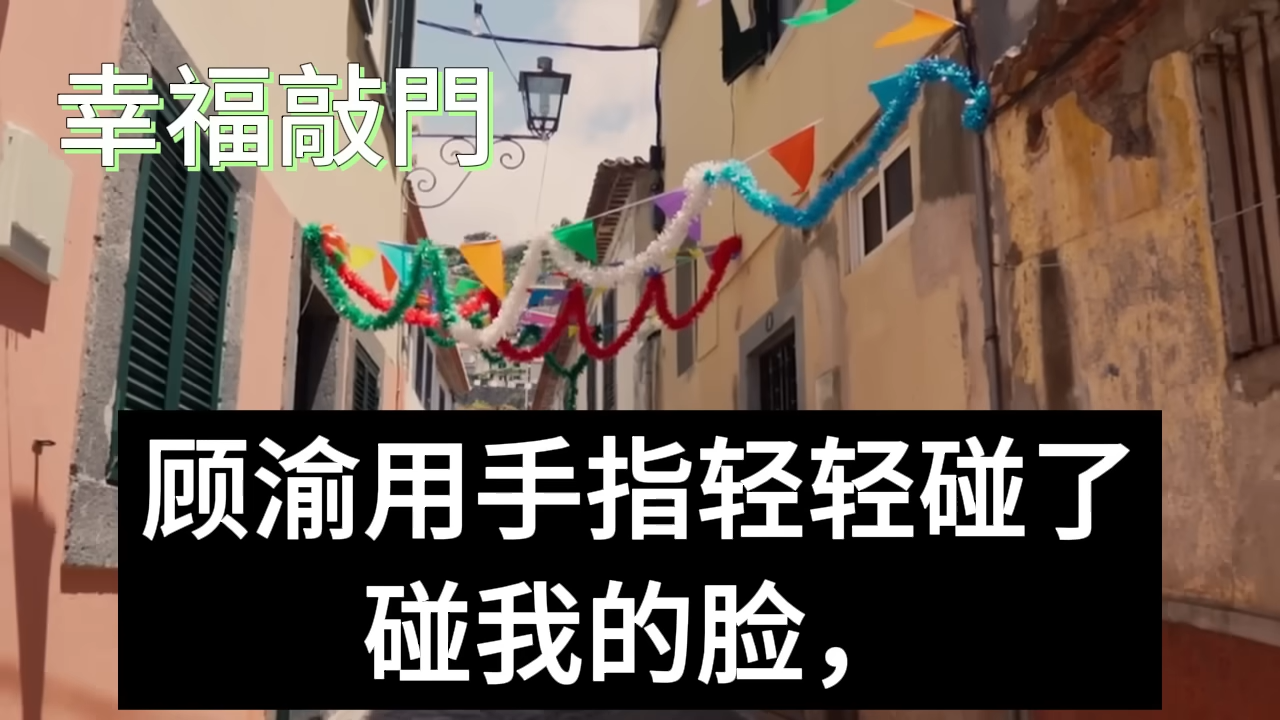 幸福敲門
顾渝用手指轻轻碰了
碰我的脸，